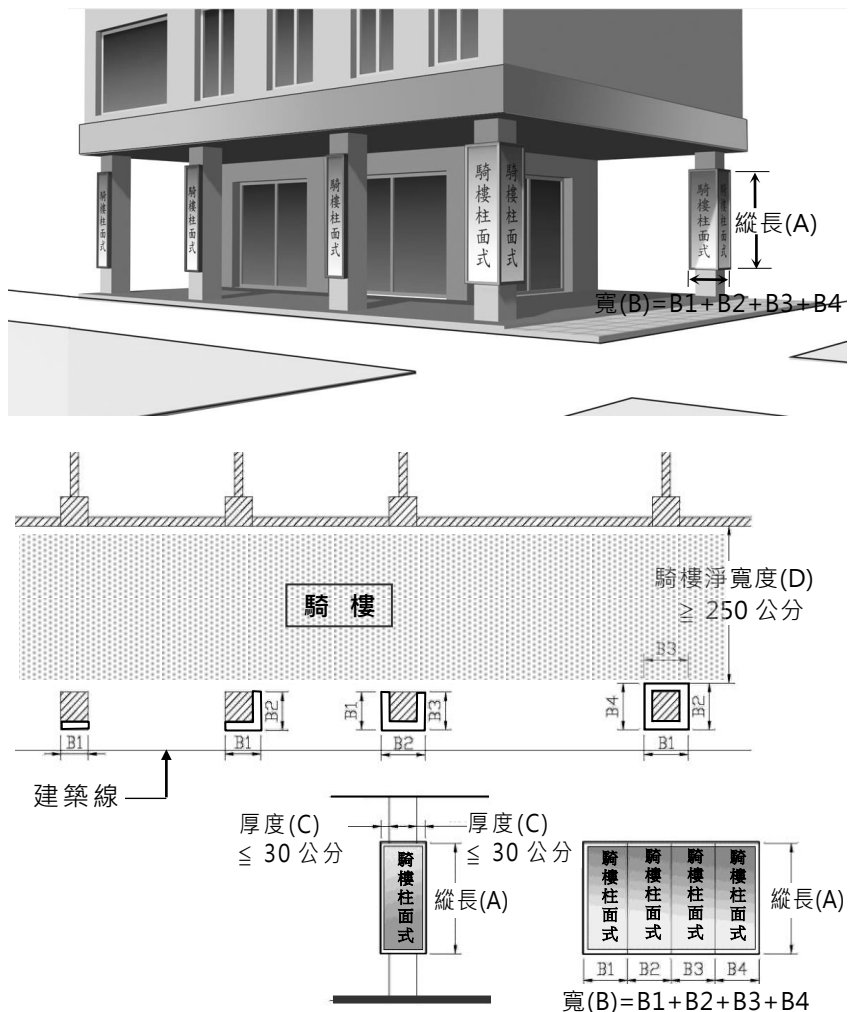 騎樓柱面式
騎樓柱面式
騎樓柱面式
騎樓柱面式
騎樓柱面式
騎樓柱面式
騎樓柱面式
縱長(A)
寬(B)=B1+B2+B3+B4
騎樓
騎樓淨寬度(D)
≧ 250 公分
B1
B1
B2
B1
B2
B3
B3
B4
B2
B1
建築線
厚度(C)
≦ 30 公分
厚度(C)
≦ 30 公分
騎樓柱面式
縱長(A)
騎樓柱面式
騎樓柱面式
騎樓柱面式
騎樓柱面式
縱長(A)
B1
B2
B3
B4
寬(B)=B1+B2+B3+B4